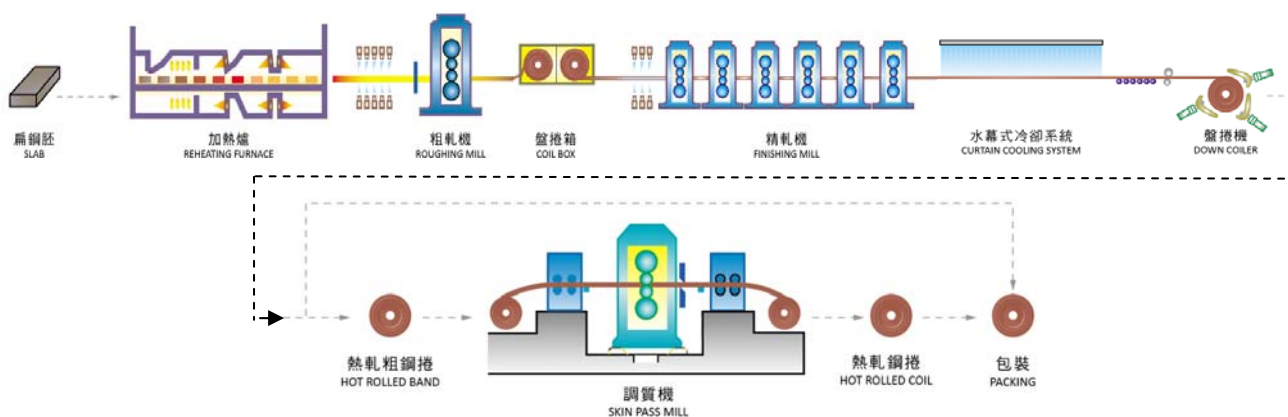 扁鋼胚
SLAB
加熱爐
REHEATING FURNACE
粗軋機
ROUGHING MILL
盤捲箱
COIL BOX
精軋機
FINISHING MILL
水幕式冷卻系統
CURTAIN COOLING SYSTEM
盤捲機
DOWN COILER
熱軋粗鋼捲
HOT ROLLED BAND
調質機
SKIN PASS MILL
熱軋鋼捲
HOT ROLLED COIL
包裝
PACKING